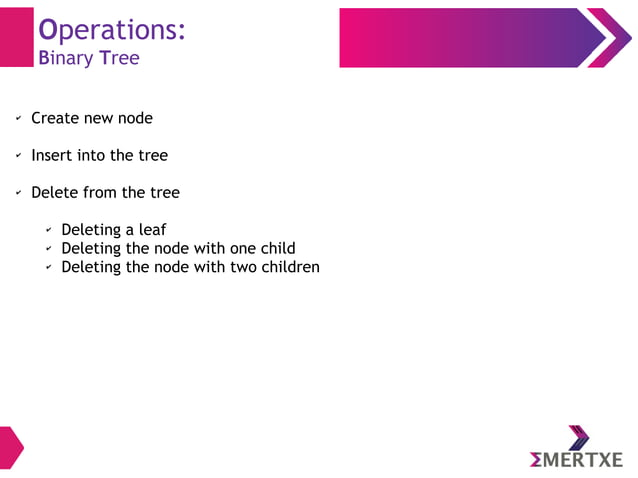 Operations:
Binary Tree
✔ Create new node
✔ Insert into the tree
✔ Delete from the tree
✔ Deleting a leaf
✔ Deleting the node with one child
✔ Deleting the node with two children
EMERTXE